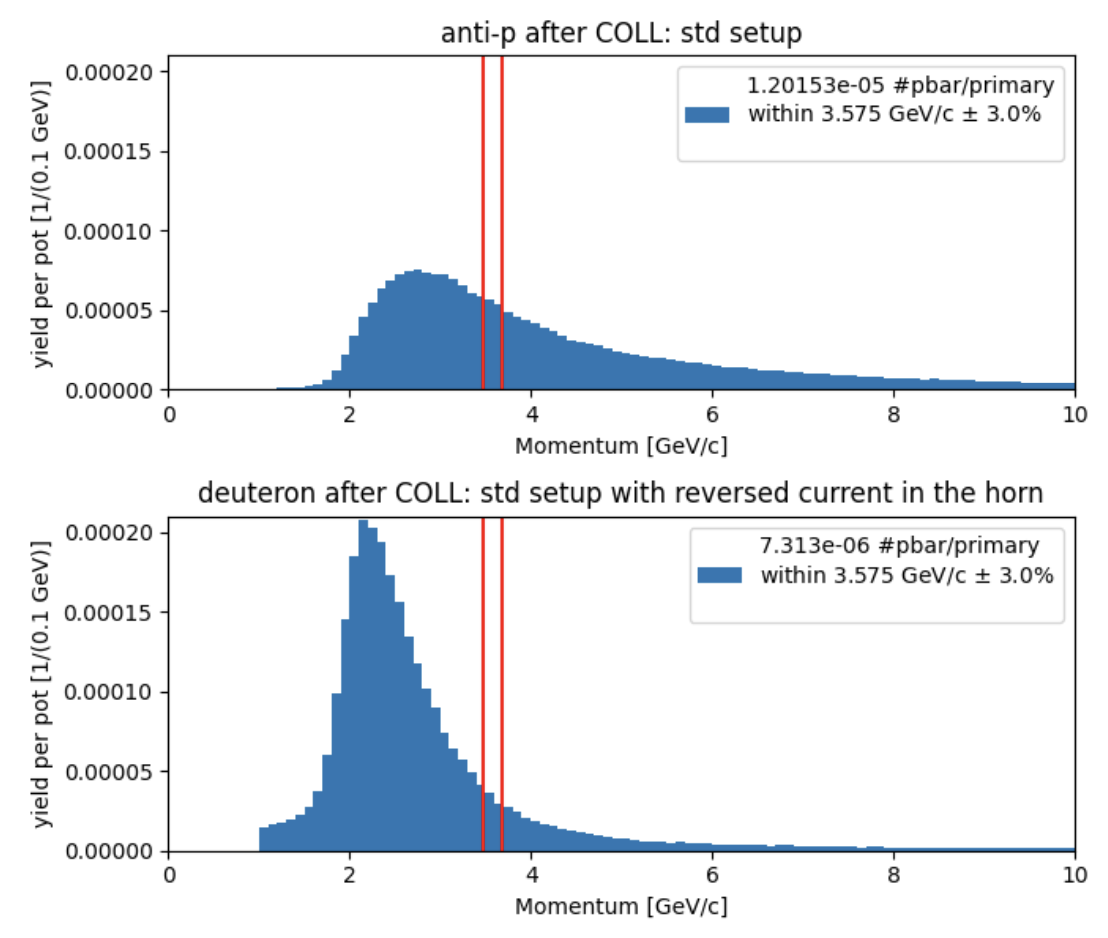 anti-p after COLL: std setup
yield per pot [1/(0.1 GeV)]
0.00020
0.00015
0.00010
0.00005
0.00000
1.20153e-05 #pbar/primary
within 3.575 GeV/c ± 3.0%
0 2 4 6 8 10
Momentum [GeV/c]
deuteron after COLL: std setup with reversed current in the horn
yield per pot [1/(0.1 GeV)]
0.00020
0.00015
0.00010
0.00005
0.00000
7.313e-06 #pbar/primary
within 3.575 GeV/c ± 3.0%
0 2 4 6 8 10
Momentum [GeV/c]